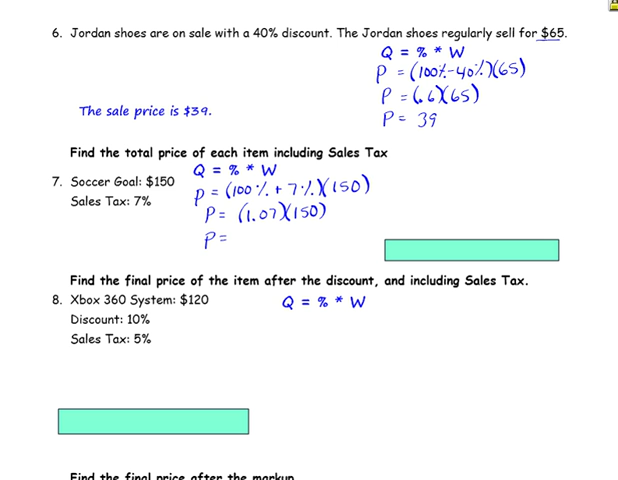 6. Jordan shoes are on sale with a 40% discount. The Jordan shoes regularly sell for $65.
Q = % * W
P = (100%-40%)(65)
P = (.6)(65)
The sale price is $39.
P = 39
Find the total price of each item including Sales Tax
Q = % * W
7. Soccer Goal: $150
P = (100% + 7%)(150)
Sales Tax: 7%
P = (1.07)(150)
P =
Find the final price of the item after the discount, and including Sales Tax.
8. Xbox 360 System: $120
Q = % * W
Discount: 10%
Sales Tax: 5%
Find the final price after the markup